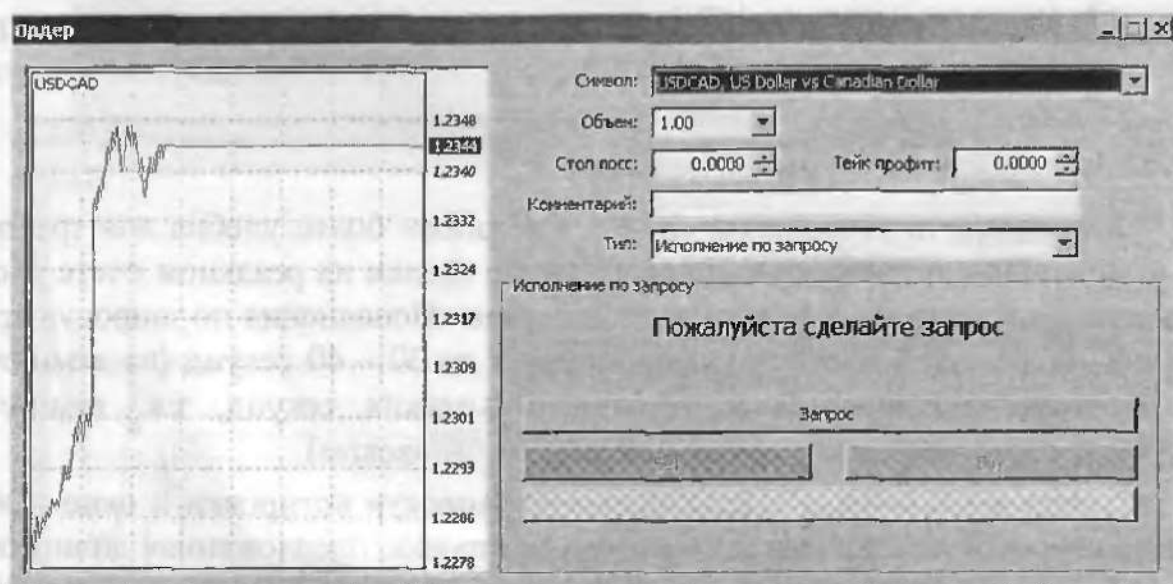 Ордер
USDCAD
1.2348
1.2344
1.2340
1.2332
1.2324
1.2317
1.2309
1.2301
1.2293
1.2286
1.2278
Символ: USDCAD, US Dollar vs Canadian Dollar
Объем: 1.00
Стоп лосс: 0.0000 Тейк профит: 0.0000
Комментарий:
Тип: Исполнение по запросу
Исполнение по запросу
Пожалуйста сделайте запрос
Запрос
Sell Buy